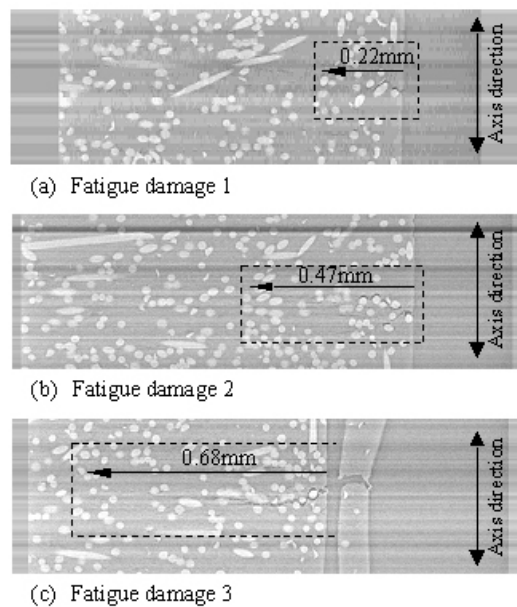 0.22mm
Axis direction
(a) Fatigue damage 1
0.47mm
Axis direction
(b) Fatigue damage 2
0.68mm
Axis direction
(c) Fatigue damage 3